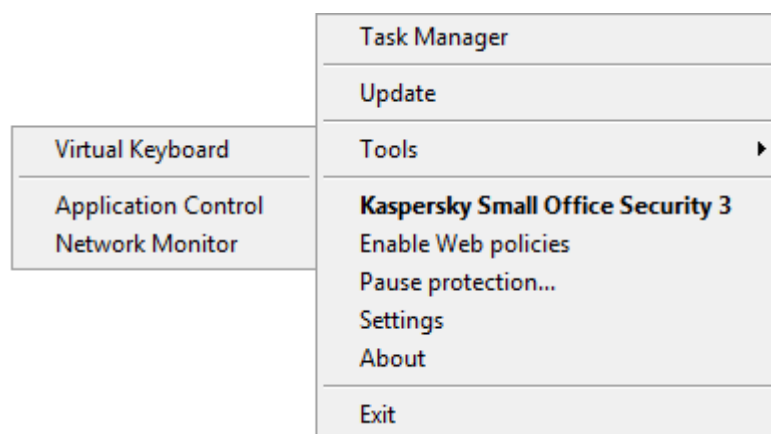 Task Manager
Update
Tools
Virtual Keyboard
Application Control
Network Monitor
Kaspersky Small Office Security 3
Enable Web policies
Pause protection...
Settings
About
Exit